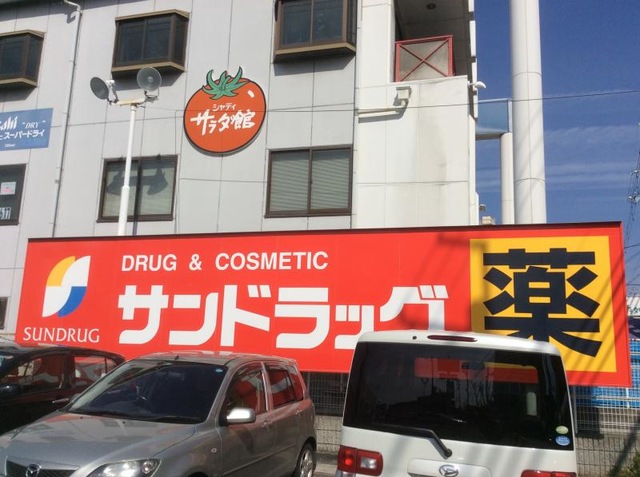 シャディ
サラダ館
"DRY"
スーパードライ
DRUG & COSMETIC
サンドラッグ
薬
SUNDRUG